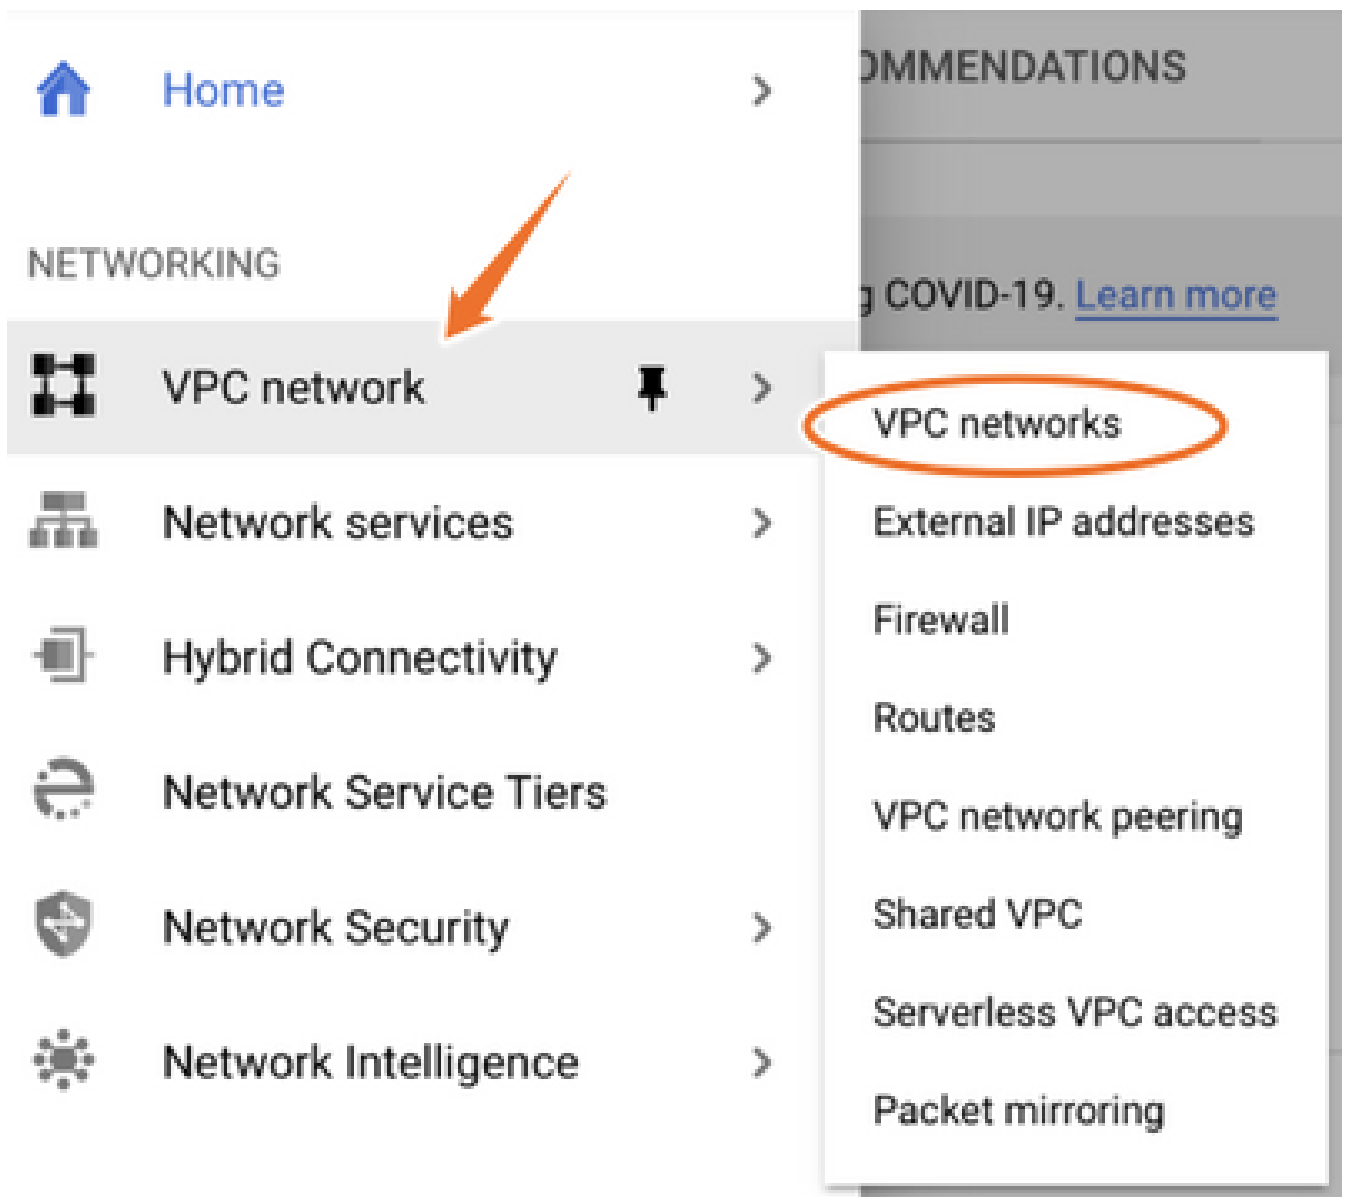 Home
NETWORKING
VPC network
Network services
Hybrid Connectivity
Network Service Tiers
Network Security
Network Intelligence
OMMENDATIONS
g COVID-19. Learn more
VPC networks
External IP addresses
Firewall
Routes
VPC network peering
Shared VPC
Serverless VPC access
Packet mirroring